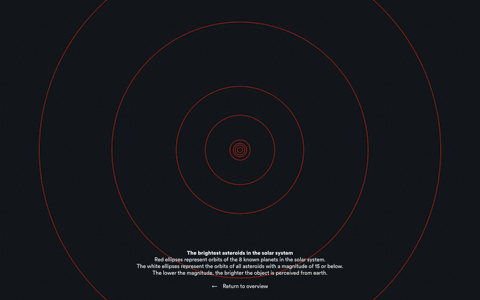 The brightest asteroids in the solar system
Red ellipses represent orbits of the 8 known planets in the solar system.
The white ellipses represent the orbits of all asteroids with a magnitude of 15 or below.
The lower the magnitude, the brighter the object is perceived from earth.
← Return to overview